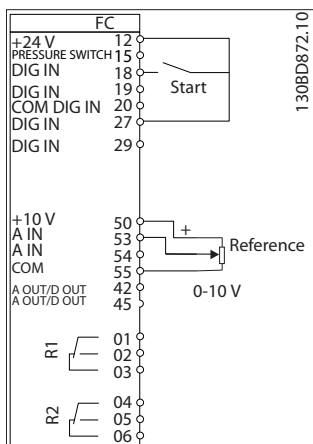 FC
+24 V 12
PRESSURE SWITCH 15
DIG IN 18
DIG IN 19
COM DIG IN 20
DIG IN 27
DIG IN 29
Start
+10 V 50
A IN 53
A IN 54
COM 55
A OUT/D OUT 42
A OUT/D OUT 45
+
Reference
0-10 V
R1
01
02
03
R2
04
05
06
130BD872.10